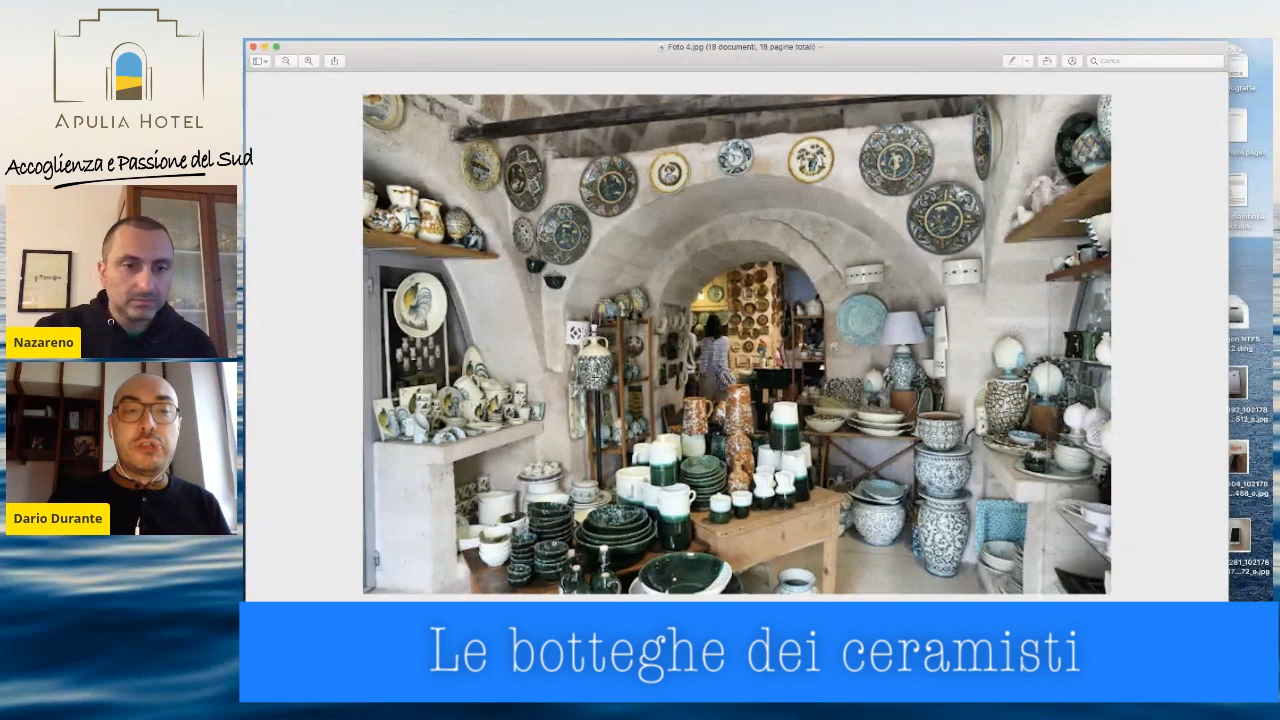 APULIA HOTEL
Accoglienza e Passione del Sud
Nazareno
Dario Durante
Foto 4.jpg (18 documenti, 18 pagine totali)
Cerca
Le botteghe dei ceramisti